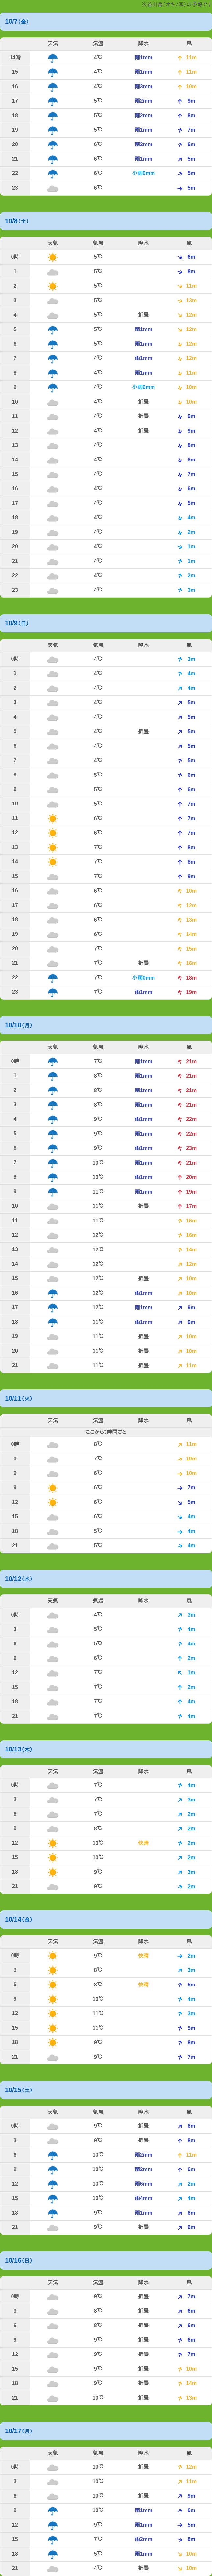 10/7(金)
天気 気温 降水 風
14時 4℃ 雨1mm 11m
15 4℃ 雨1mm 11m
16 4℃ 雨3mm 10m
17 5℃ 雨2mm 9m
18 5℃ 雨2mm 8m
19 5℃ 雨1mm 7m
20 6℃ 雨2mm 6m
21 6℃ 雨1mm 5m
22 6℃ 小雨0mm 5m
23 6℃ 5m
10/8(土)
天気 気温 降水 風
0時 5℃ 6m
1 5℃ 8m
2 5℃ 11m
3 5℃ 13m
4 5℃ 折曇 12m
5 5℃ 雨1mm 12m
6 4℃ 雨1mm 12m
7 4℃ 雨1mm 12m
8 4℃ 雨1mm 11m
9 4℃ 小雨0mm 10m
10 4℃ 折曇 10m
11 4℃ 折曇 9m
12 4℃ 折曇 9m
13 4℃ 8m
14 4℃ 8m
15 4℃ 7m
16 4℃ 6m
17 4℃ 5m
18 4℃ 4m
19 4℃ 2m
20 4℃ 1m
21 4℃ 1m
22 4℃ 2m
23 4℃ 3m
10/9(日)
天気 気温 降水 風
0時 4℃ 3m
1 4℃ 4m
2 4℃ 4m
3 4℃ 5m
4 4℃ 5m
5 4℃ 折曇 5m
6 4℃ 5m
7 4℃ 5m
8 5℃ 6m
9 5℃ 6m
10 5℃ 7m
11 6℃ 7m
12 6℃ 7m
13 7℃ 8m
14 7℃ 8m
15 7℃ 9m
16 6℃ 10m
17 6℃ 12m
18 6℃ 13m
19 6℃ 14m
20 7℃ 15m
21 7℃ 折曇 16m
22 7℃ 小雨0mm 18m
23 7℃ 雨1mm 19m
10/10(月)
天気 気温 降水 風
0時 7℃ 雨1mm 21m
1 8℃ 雨1mm 21m
2 8℃ 雨1mm 21m
3 8℃ 雨1mm 21m
4 9℃ 雨1mm 22m
5 9℃ 雨1mm 22m
6 9℃ 雨1mm 23m
7 10℃ 雨1mm 21m
8 10℃ 雨1mm 20m
9 11℃ 雨1mm 19m
10 11℃ 折曇 17m
11 11℃ 16m
12 12℃ 16m
13 12℃ 14m
14 12℃ 12m
15 12℃ 折曇 10m
16 12℃ 雨1mm 10m
17 12℃ 雨1mm 9m
18 11℃ 雨1mm 9m
19 11℃ 折曇 10m
20 11℃ 折曇 10m
21 11℃ 折曇 11m
10/11(火)
天気 気温 降水 風
ここから3時間ごと
0時 8℃ 11m
3 7℃ 10m
6 6℃ 10m
9 6℃ 7m
12 6℃ 5m
15 6℃ 4m
18 5℃ 4m
21 5℃ 4m
10/12(水)
天気 気温 降水 風
0時 4℃ 3m
3 5℃ 4m
6 5℃ 4m
9 6℃ 2m
12 7℃ 1m
15 7℃ 2m
18 7℃ 4m
21 7℃ 4m
10/13(木)
天気 気温 降水 風
0時 7℃ 4m
3 7℃ 3m
6 7℃ 2m
9 8℃ 2m
12 10℃ 快晴 2m
15 10℃ 2m
18 9℃ 3m
21 9℃ 2m
10/14(金)
天気 気温 降水 風
0時 9℃ 快晴 2m
3 8℃ 3m
6 8℃ 快晴 5m
9 10℃ 4m
12 11℃ 3m
15 11℃ 5m
18 9℃ 8m
21 9℃ 7m
10/15(土)
天気 気温 降水 風
0時 9℃ 折曇 6m
3 9℃ 折曇 8m
6 10℃ 雨2mm 11m
9 10℃ 雨2mm 6m
12 10℃ 雨6mm 2m
15 10℃ 雨4mm 4m
18 9℃ 雨1mm 6m
21 9℃ 折曇 6m
10/16(日)
天気 気温 降水 風
0時 9℃ 折曇 7m
3 8℃ 折曇 6m
6 8℃ 折曇 6m
9 9℃ 折曇 6m
12 9℃ 折曇 7m
15 9℃ 折曇 10m
18 9℃ 折曇 14m
21 10℃ 折曇 13m
10/17(月)
天気 気温 降水 風
0時 10℃ 折曇 12m
3 10℃ 11m
6 10℃ 折曇 9m
9 10℃ 雨1mm 6m
12 9℃ 雨1mm 5m
15 7℃ 雨2mm 8m
18 5℃ 雨1mm 10m
21 4℃ 折曇 10m